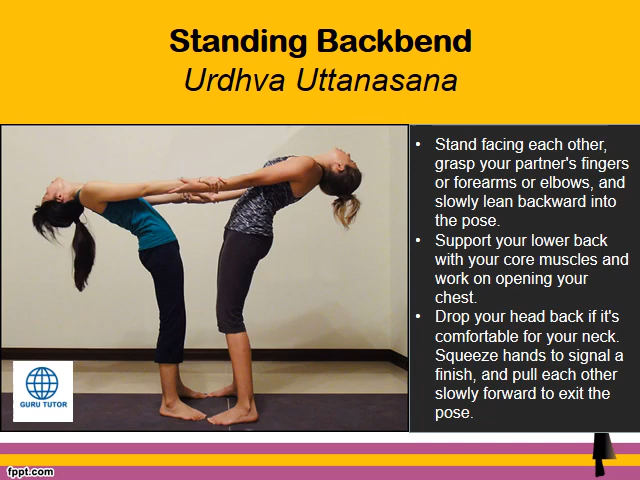 Standing Backbend
Urdhva Uttanasana
• Stand facing each other,
grasp your partner's fingers
or forearms or elbows, and
slowly lean backward into
the pose.
• Support your lower back
with your core muscles and
work on opening your
chest.
• Drop your head back if it's
comfortable for your neck.
Squeeze hands to signal a
finish, and pull each other
slowly forward to exit the
pose.
GURU TUTOR
fppt.com